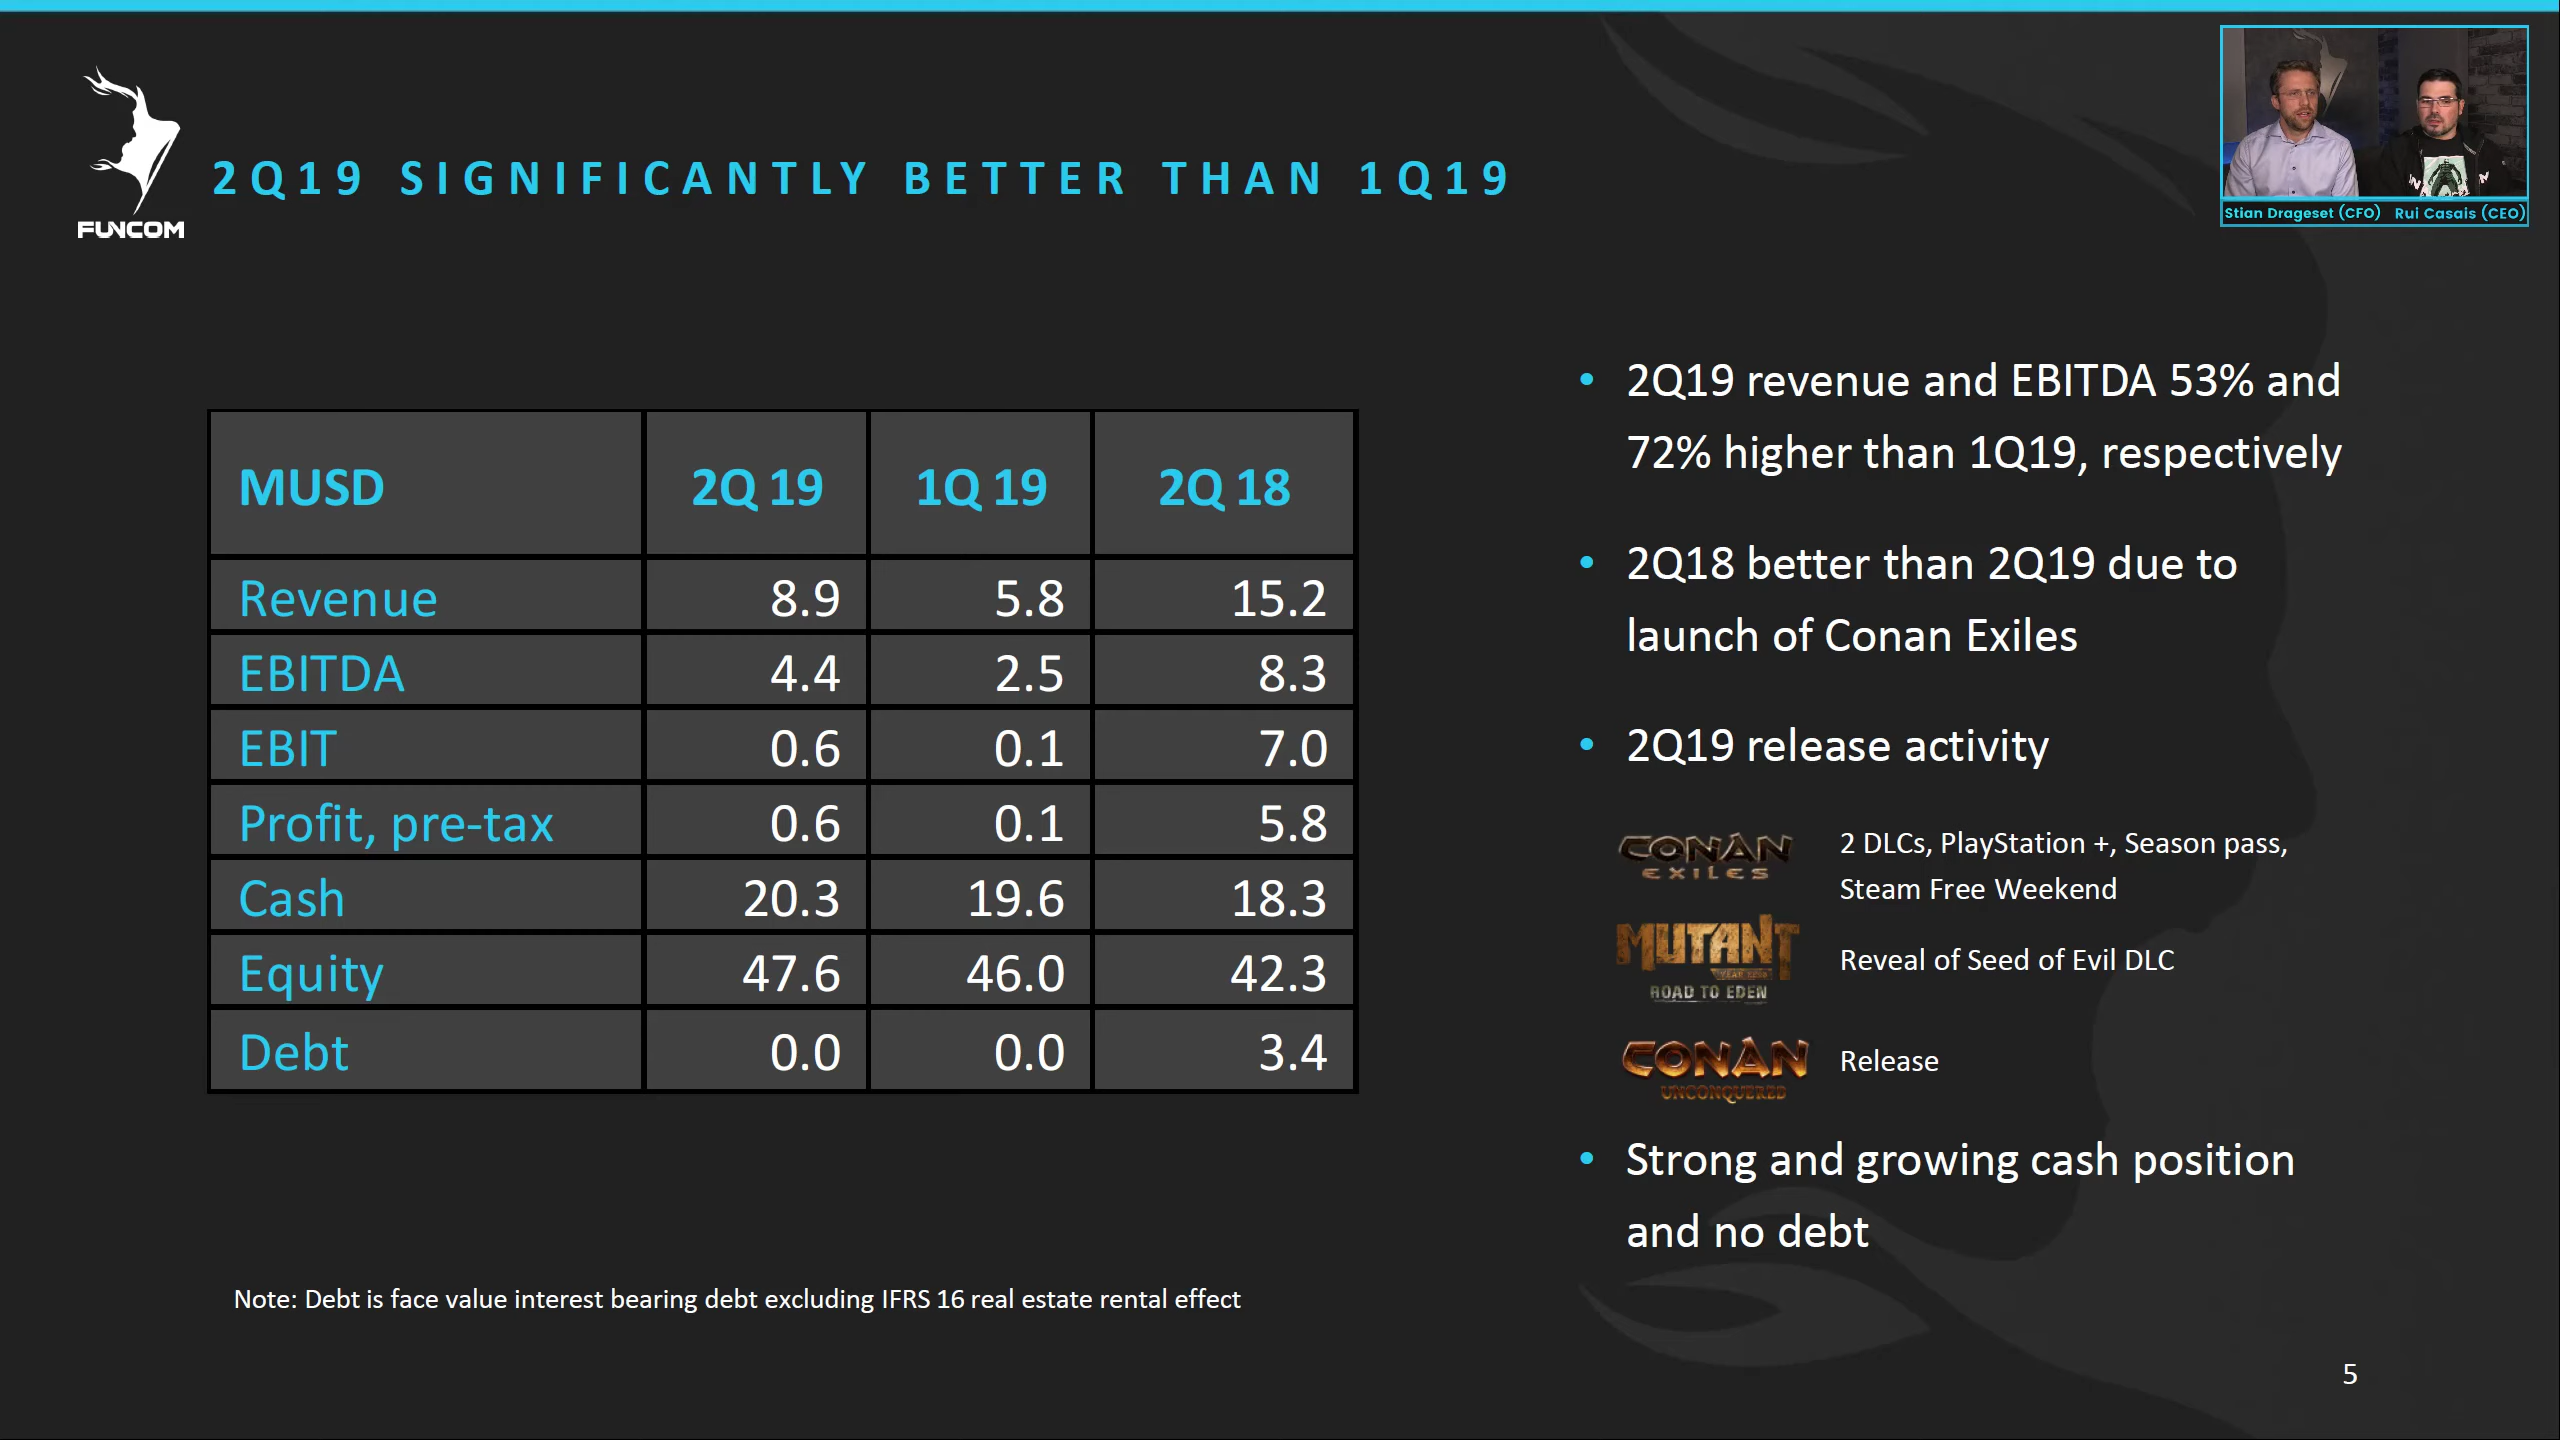 FUNCOM
2Q19 SIGNIFICANTLY BETTER THAN 1Q19
Stian Drageset (CFO) Rui Casais (CEO)
MUSD 2Q 19 1Q 19 2Q 18
Revenue 8.9 5.8 15.2
EBITDA 4.4 2.5 8.3
EBIT 0.6 0.1 7.0
Profit, pre-tax 0.6 0.1 5.8
Cash 20.3 19.6 18.3
Equity 47.6 46.0 42.3
Debt 0.0 0.0 3.4
Note: Debt is face value interest bearing debt excluding IFRS 16 real estate rental effect
• 2Q19 revenue and EBITDA 53% and
72% higher than 1Q19, respectively
• 2Q18 better than 2Q19 due to
launch of Conan Exiles
• 2Q19 release activity
CONAN
EXILES
2 DLCs, PlayStation +, Season pass,
Steam Free Weekend
MUTANT
YEAR ZERO
ROAD TO EDEN
Reveal of Seed of Evil DLC
CONAN
UNCONQUERED
Release
• Strong and growing cash position
and no debt
5